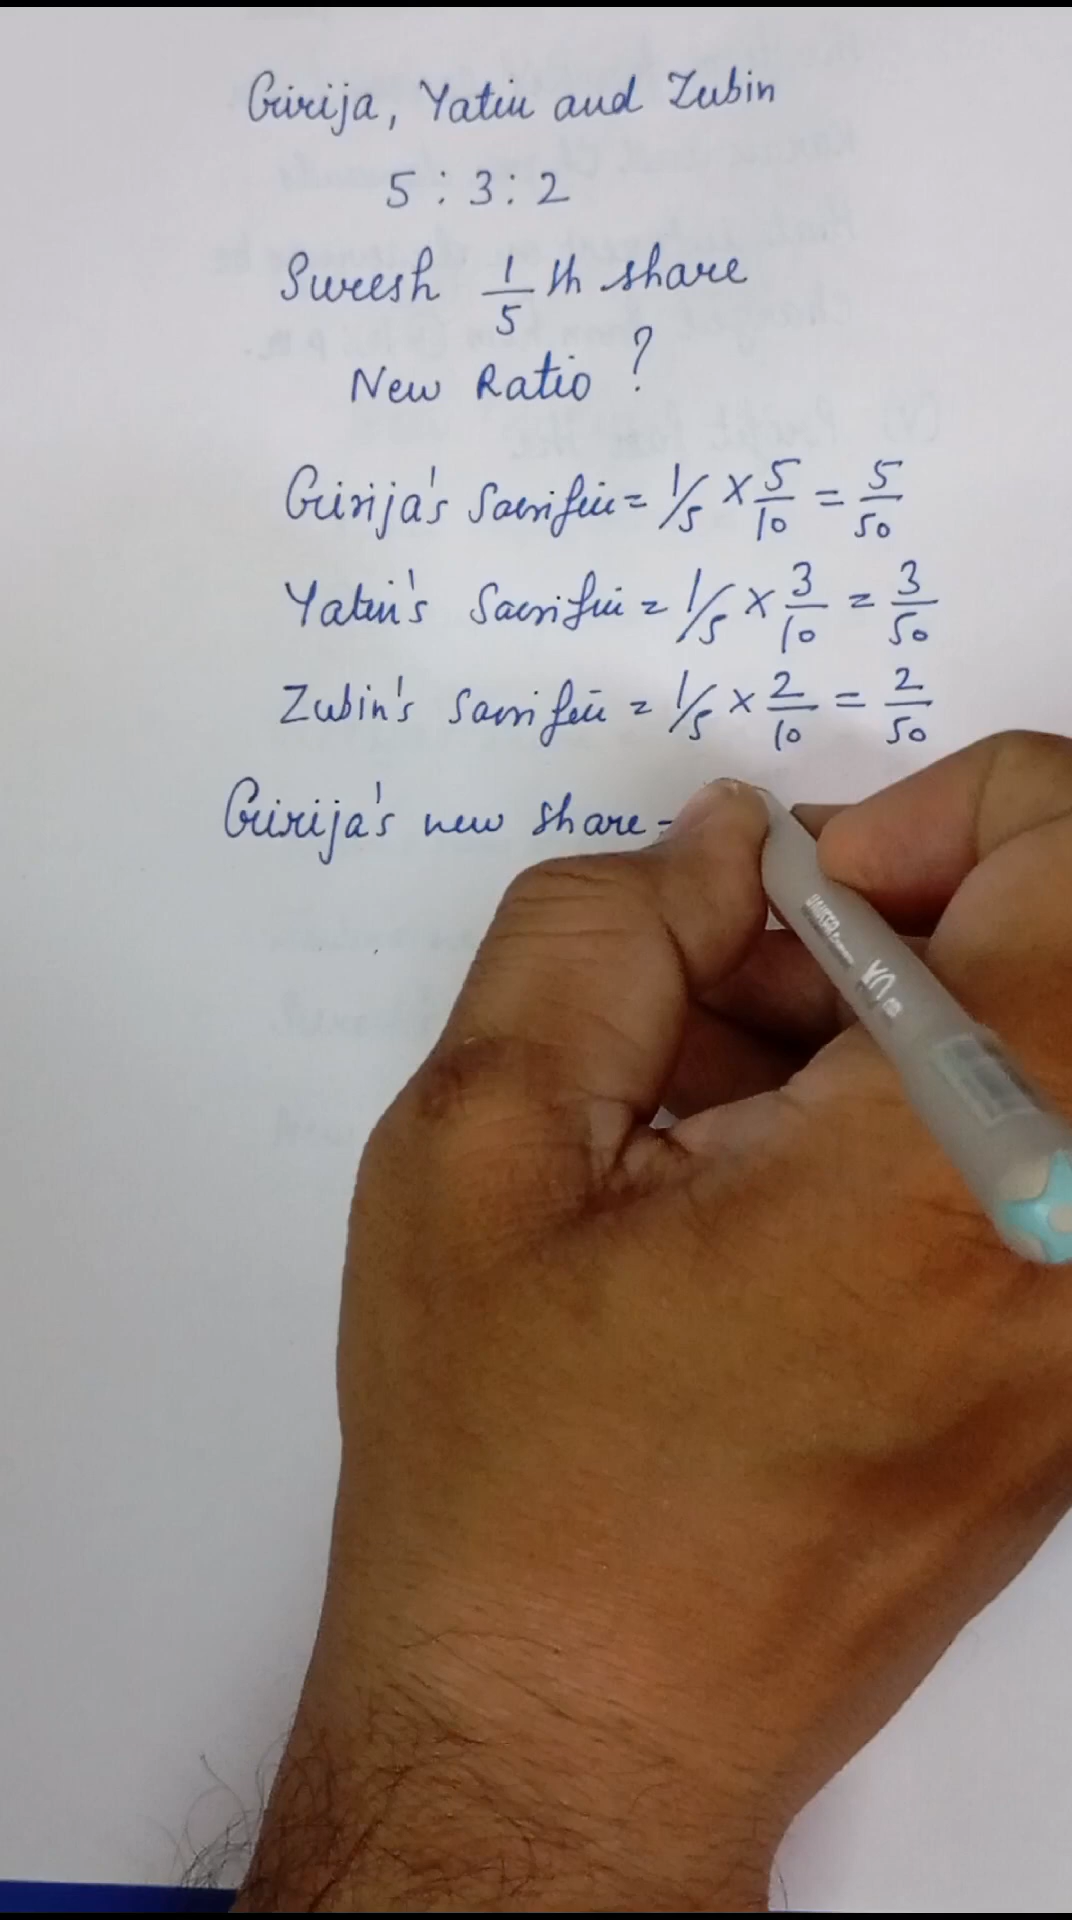 Girija, Yatin and Zubin
5 : 3 : 2
Suresh 1/5 th share
New Ratio ?
Girija's Sacrifice = 1/5 × 5/10 = 5/50
Yatin's Sacrifice = 1/5 × 3/10 = 3/50
Zubin's Sacrifice = 1/5 × 2/10 = 2/50
Girija's new share =